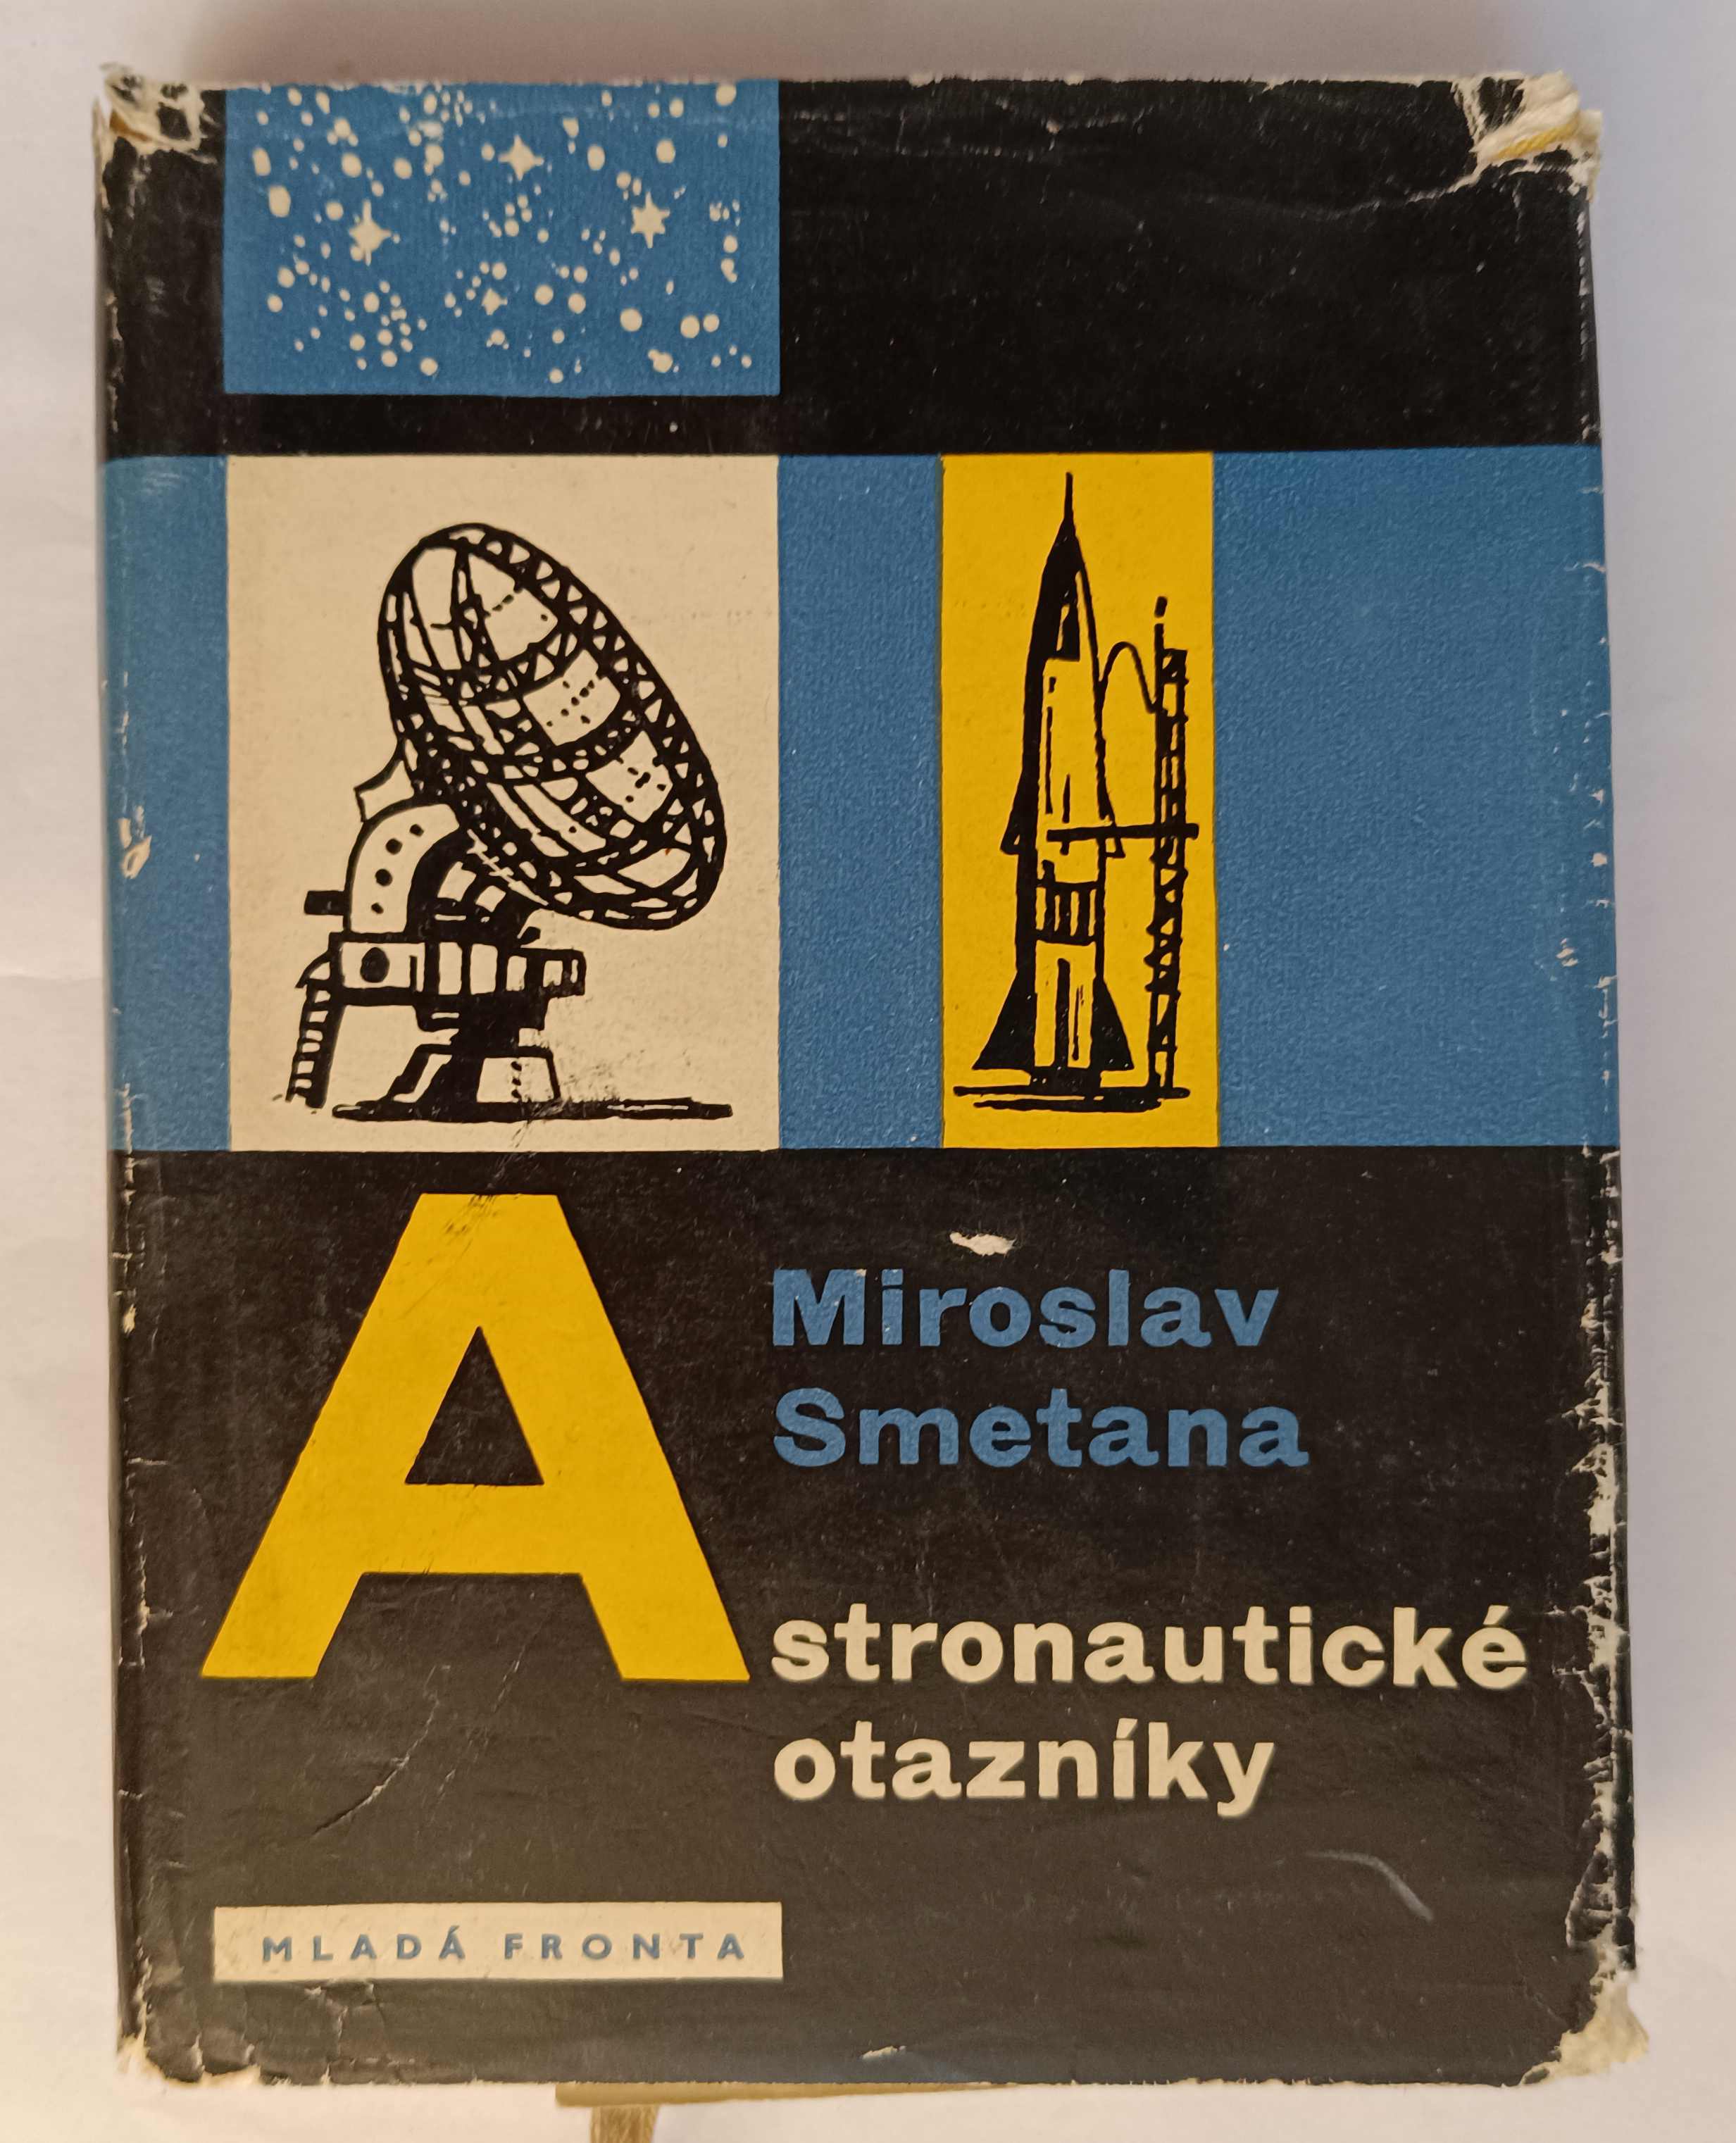 Miroslav
Smetana
Astronautické
otazníky
MLADÁ FRONTA